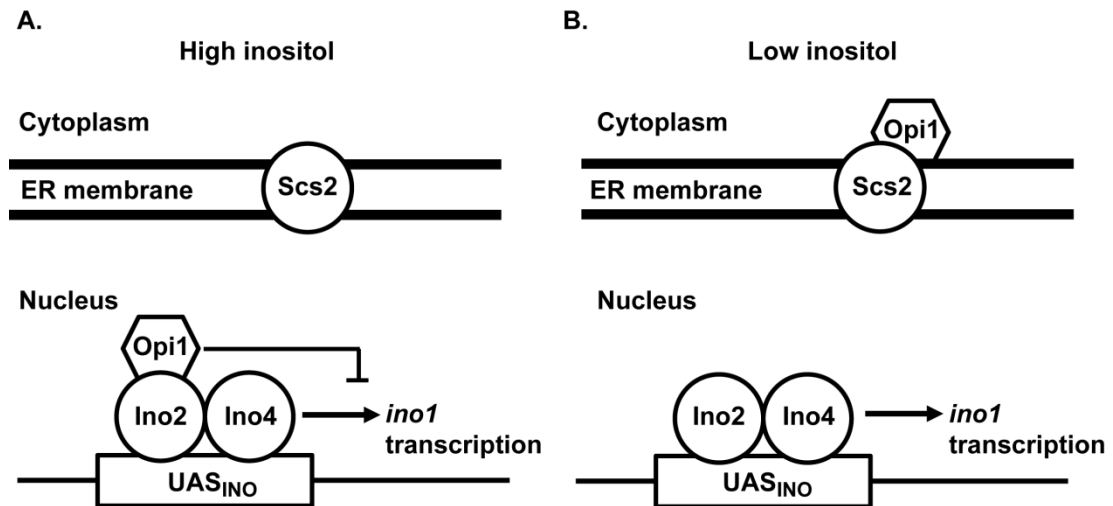 A.
High inositol
Cytoplasm
Scs2
ER membrane
Nucleus
Opi1
Ino2
Ino4
ino1
transcription
UASINO
B.
Low inositol
Cytoplasm
Opi1
Scs2
ER membrane
Nucleus
Ino2
Ino4
ino1
transcription
UASINO